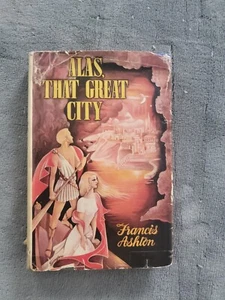 ALAS,
THAT GREAT
CITY
Francis
Ashton